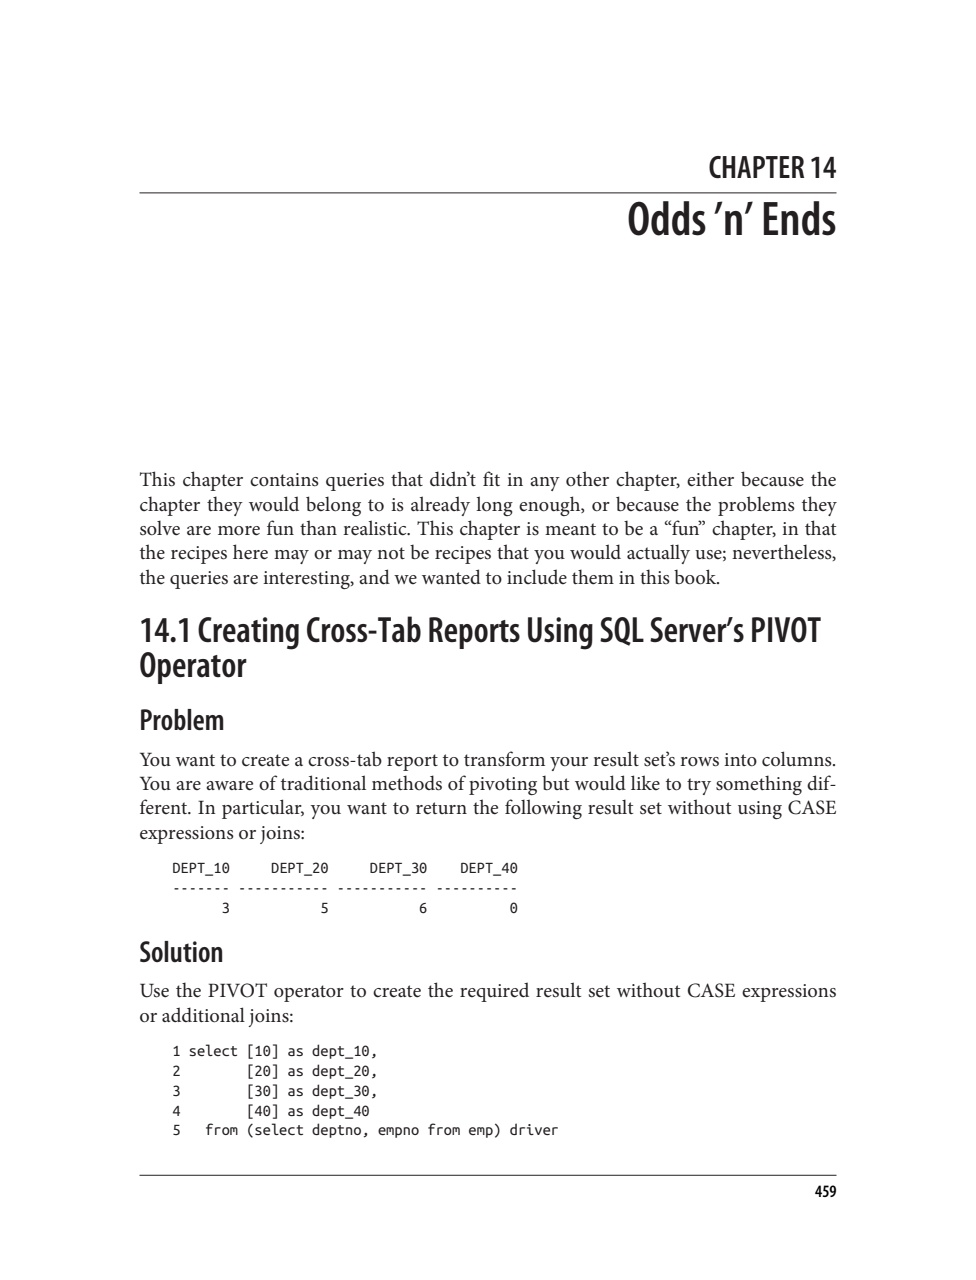 CHAPTER 14
Odds ’n’ Ends
This chapter contains queries that didn’t fit in any other chapter, either because the
chapter they would belong to is already long enough, or because the problems they
solve are more fun than realistic. This chapter is meant to be a “fun” chapter, in that
the recipes here may or may not be recipes that you would actually use; nevertheless,
the queries are interesting, and we wanted to include them in this book.
14.1 Creating Cross-Tab Reports Using SQL Server’s PIVOT
Operator
Problem
You want to create a cross-tab report to transform your result set’s rows into columns.
You are aware of traditional methods of pivoting but would like to try something dif-
ferent. In particular, you want to return the following result set without using CASE
expressions or joins:
DEPT_10     DEPT_20     DEPT_30    DEPT_40
------- ----------- ----------- ----------
      3           5           6          0
Solution
Use the PIVOT operator to create the required result set without CASE expressions
or additional joins:
1 select [10] as dept_10,
2        [20] as dept_20,
3        [30] as dept_30,
4        [40] as dept_40
5   from (select deptno, empno from emp) driver
459